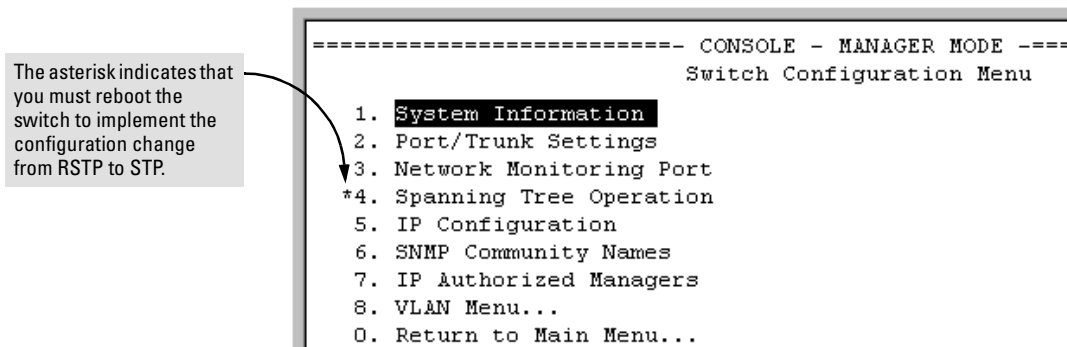 The asterisk indicates that
you must reboot the
switch to implement the
configuration change
from RSTP to STP.
==========================- CONSOLE - MANAGER MODE -===
Switch Configuration Menu
1. System Information
2. Port/Trunk Settings
3. Network Monitoring Port
*4. Spanning Tree Operation
5. IP Configuration
6. SNMP Community Names
7. IP Authorized Managers
8. VLAN Menu...
0. Return to Main Menu...